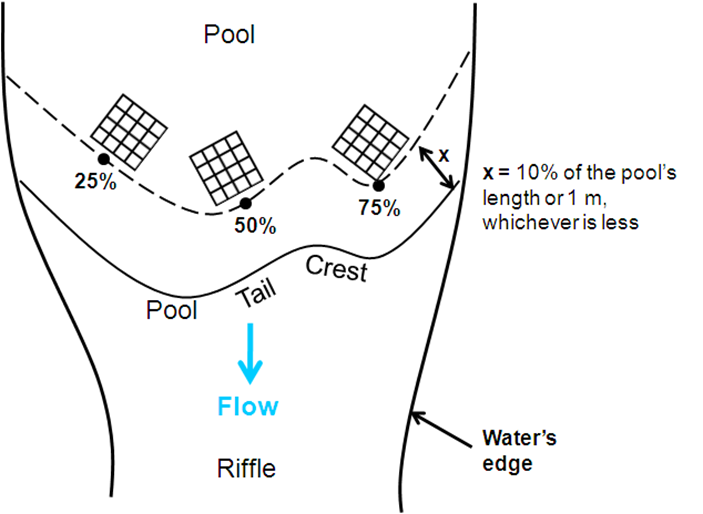 Pool
25%
50%
75%
x
x = 10% of the pool's
length or 1 m,
whichever is less
Pool Tail Crest
Flow
Riffle
Water's
edge